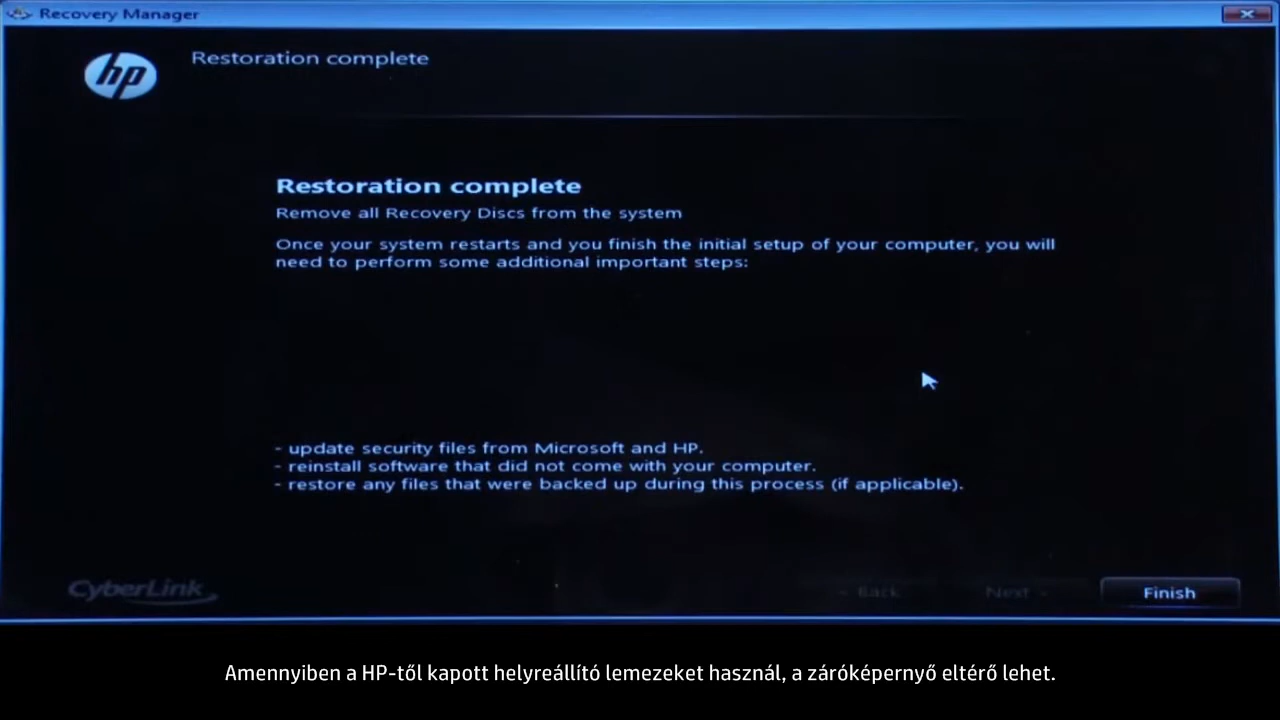 Recovery Manager
hp
Restoration complete
Restoration complete
Remove all Recovery Discs from the system
Once your system restarts and you finish the initial setup of your computer, you will
need to perform some additional important steps:
- update security files from Microsoft and HP.
- reinstall software that did not come with your computer.
- restore any files that were backed up during this process (if applicable).
CyberLink
Back
Next
Finish
Amennyiben a HP-től kapott helyreállító lemezeket használ, a záróképernyő eltérő lehet.